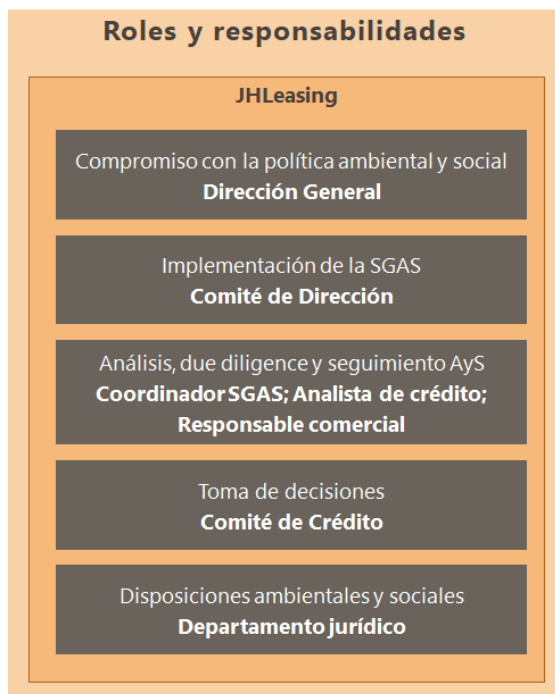 Roles y responsabilidades
JHLeasing
Compromiso con la política ambiental y social
Dirección General
Implementación de la SGAS
Comité de Dirección
Análisis, due diligence y seguimiento AyS
Coordinador SGAS; Analista de crédito;
Responsable comercial
Toma de decisiones
Comité de Crédito
Disposiciones ambientales y sociales
Departamento jurídico